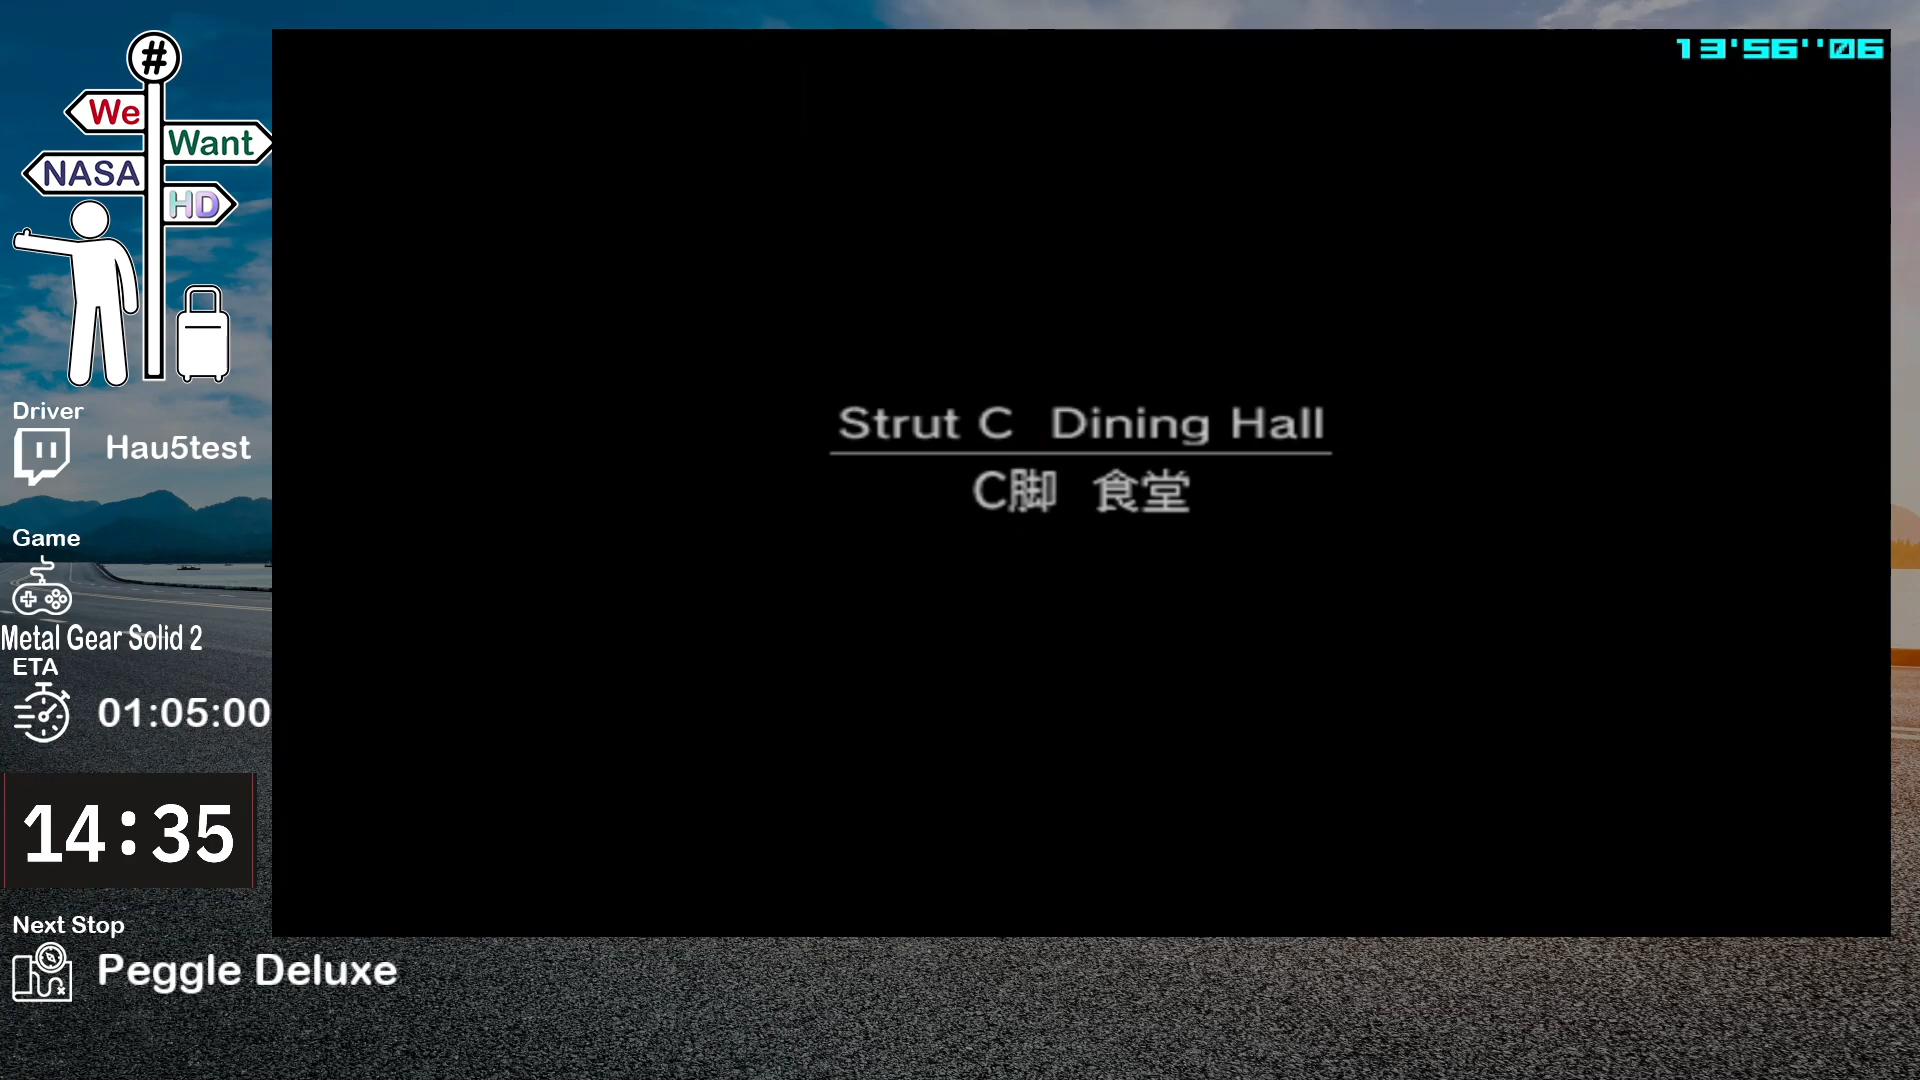 #
We
Want
NASA
HD
Driver
Hau5test
Game
Metal Gear Solid 2
ETA
01:05:00
14:35
Next Stop
Peggle Deluxe
13'56''06
Strut C Dining Hall
C脚 食堂